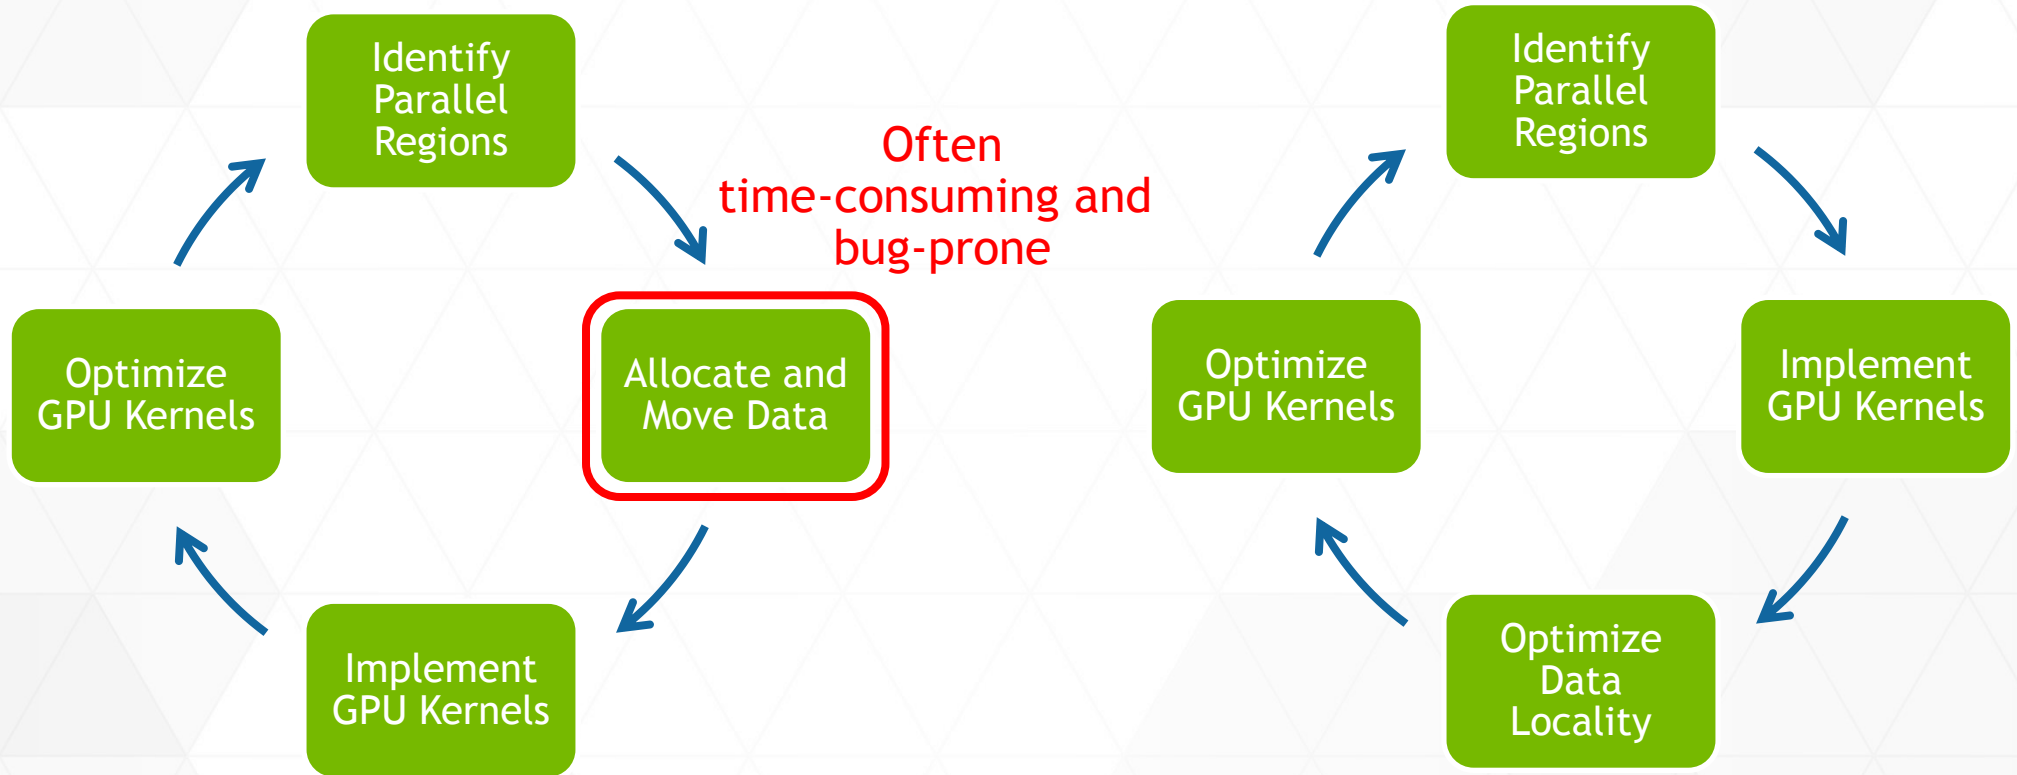 Identify
Parallel
Regions
Often
time-consuming and
bug-prone
Allocate and
Move Data
Implement
GPU Kernels
Optimize
GPU Kernels
Identify
Parallel
Regions
Implement
GPU Kernels
Optimize
Data
Locality
Optimize
GPU Kernels